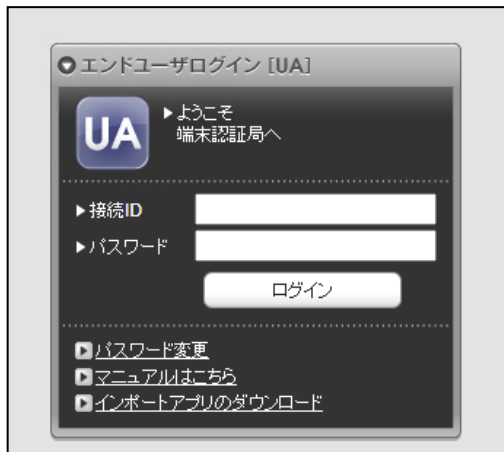 エンドユーザログイン [UA]
UA
ようこそ
端末認証局へ
接続ID
パスワード
ログイン
パスワード変更
マニュアルはこちら
インポートアプリのダウンロード